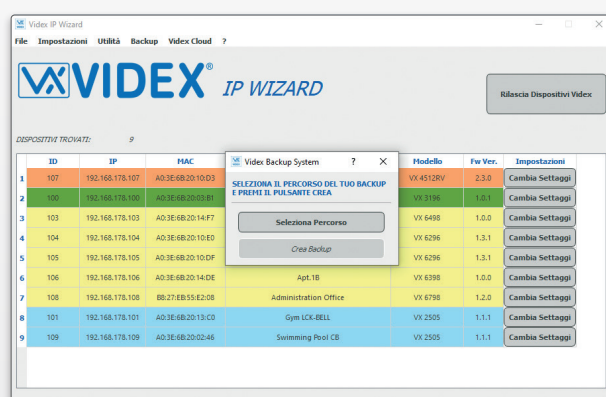 Videx IP Wizard
File Impostazioni Utilità Backup Videx Cloud ?
VIDEX® IP WIZARD
Rilascia Dispositivi Videx
DISPOSITIVI TROVATI: 9
ID IP MAC Modello Fw Ver. Impostazioni
Videx Backup System ? ×
SELEZIONA IL PERCORSO DEL TUO BACKUP
E PREMI IL PULSANTE CREA
Seleziona Percorso
Crea Backup
1 107 192.168.178.107 A0:3E:6B:20:10:D3 VX 4512RV 2.3.0 Cambia Settaggi
2 100 192.168.178.100 A0:3E:6B:20:03:B1 VX 3196 1.0.1 Cambia Settaggi
3 103 192.168.178.103 A0:3E:6B:20:14:F7 VX 6498 1.0.0 Cambia Settaggi
4 104 192.168.178.104 A0:3E:6B:20:10:E0 VX 6296 1.3.1 Cambia Settaggi
5 105 192.168.178.105 A0:3E:6B:20:10:DF VX 6296 1.3.1 Cambia Settaggi
6 106 192.168.178.106 A0:3E:6B:20:14:DE Apt.1B VX 6398 1.0.0 Cambia Settaggi
7 108 192.168.178.108 B8:27:EB:55:E2:08 Administration Office VX 6798 1.2.0 Cambia Settaggi
8 101 192.168.178.101 A0:3E:6B:20:13:C0 Gym LCK-BELL VX 2505 1.1.1 Cambia Settaggi
9 109 192.168.178.109 A0:3E:6B:20:02:46 Swimming Pool CB VX 2505 1.1.1 Cambia Settaggi